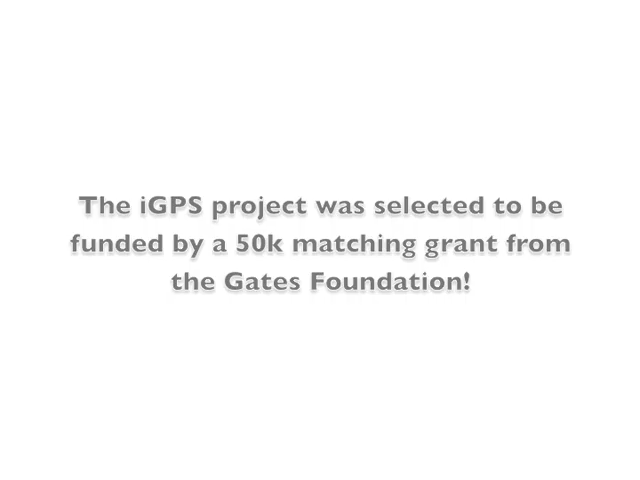 The iGPS project was selected to be
funded by a 50k matching grant from
the Gates Foundation!